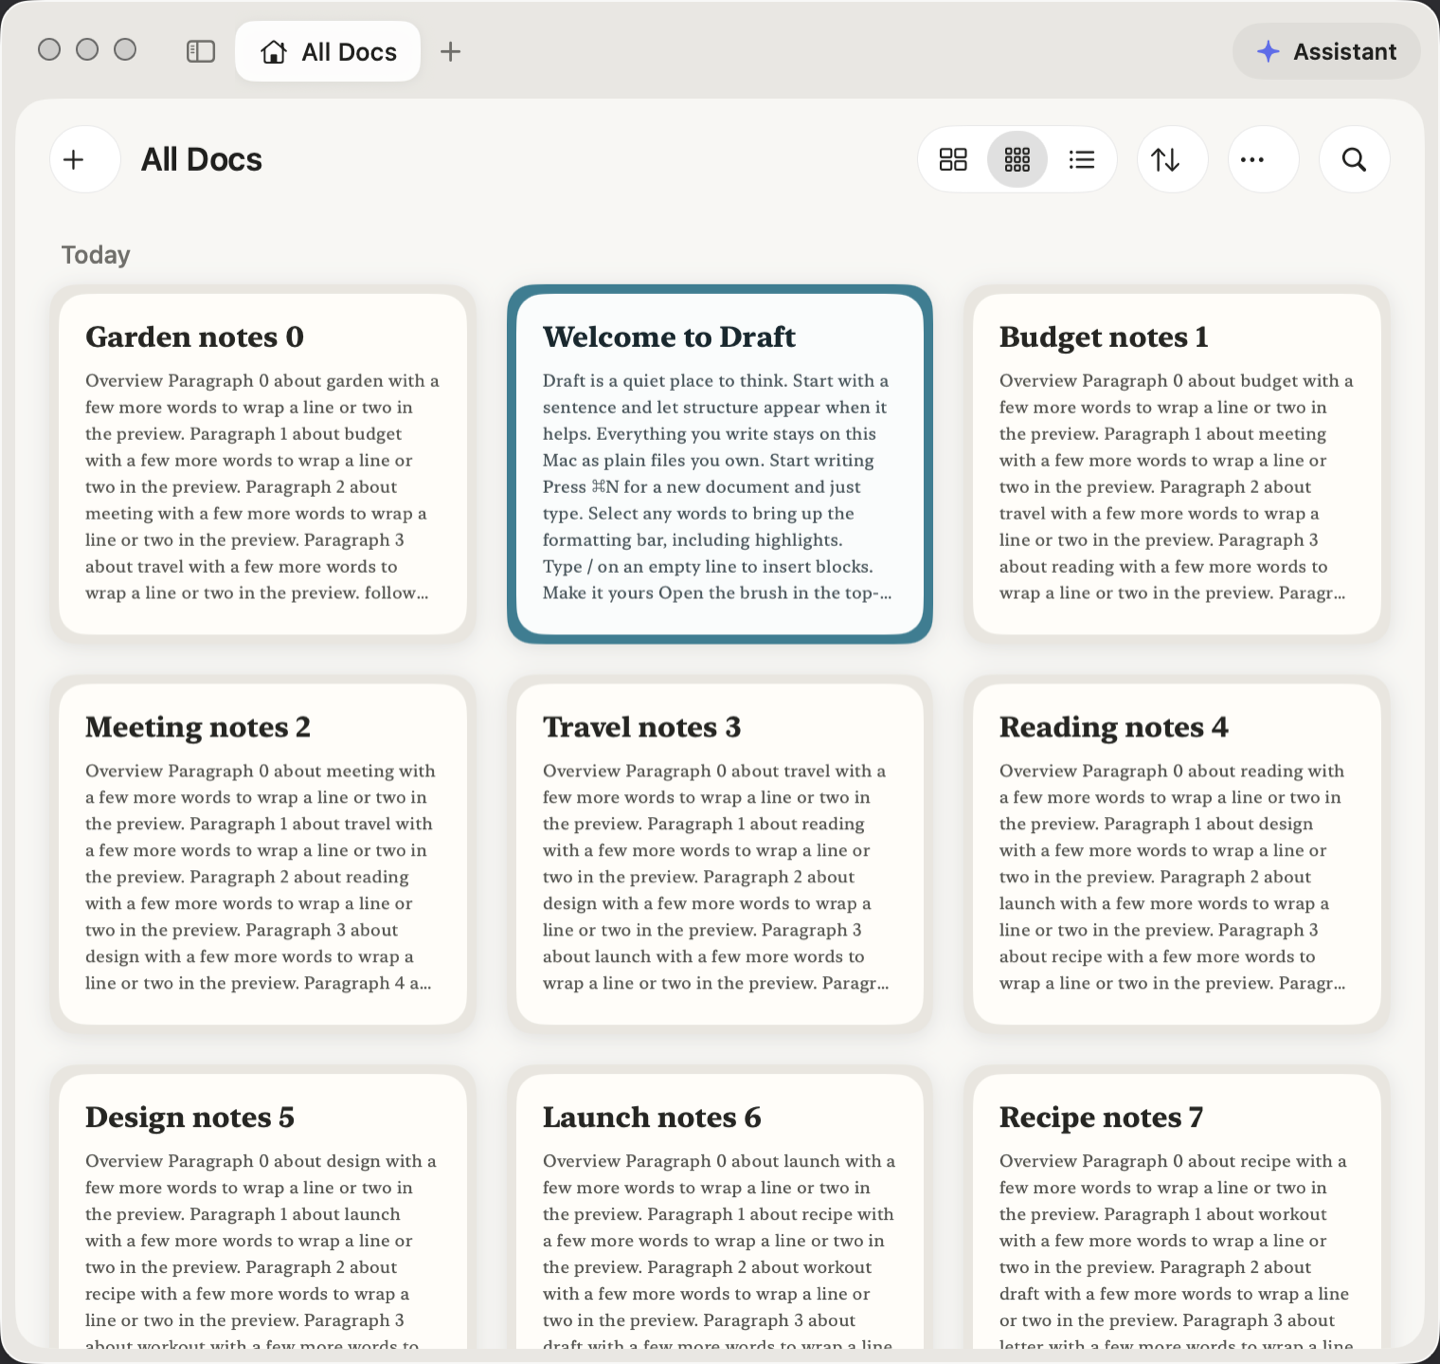 All Docs
Assistant
All Docs
Today
Garden notes 0
Overview Paragraph 0 about garden with a
few more words to wrap a line or two in
the preview. Paragraph 1 about budget
with a few more words to wrap a line or
two in the preview. Paragraph 2 about
meeting with a few more words to wrap a
line or two in the preview. Paragraph 3
about travel with a few more words to
wrap a line or two in the preview. follow...
Welcome to Draft
Draft is a quiet place to think. Start with a
sentence and let structure appear when it
helps. Everything you write stays on this
Mac as plain files you own. Start writing
Press ⌘N for a new document and just
type. Select any words to bring up the
formatting bar, including highlights.
Type / on an empty line to insert blocks.
Make it yours Open the brush in the top-...
Budget notes 1
Overview Paragraph 0 about budget with a
few more words to wrap a line or two in
the preview. Paragraph 1 about meeting
with a few more words to wrap a line or
two in the preview. Paragraph 2 about
travel with a few more words to wrap a
line or two in the preview. Paragraph 3
about reading with a few more words to
wrap a line or two in the preview. Paragr...
Meeting notes 2
Overview Paragraph 0 about meeting with
a few more words to wrap a line or two in
the preview. Paragraph 1 about travel with
a few more words to wrap a line or two in
the preview. Paragraph 2 about reading
with a few more words to wrap a line or
two in the preview. Paragraph 3 about
design with a few more words to wrap a
line or two in the preview. Paragraph 4 a...
Travel notes 3
Overview Paragraph 0 about travel with a
few more words to wrap a line or two in
the preview. Paragraph 1 about reading
with a few more words to wrap a line or
two in the preview. Paragraph 2 about
design with a few more words to wrap a
line or two in the preview. Paragraph 3
about launch with a few more words to
wrap a line or two in the preview. Paragr...
Reading notes 4
Overview Paragraph 0 about reading with
a few more words to wrap a line or two in
the preview. Paragraph 1 about design
with a few more words to wrap a line or
two in the preview. Paragraph 2 about
launch with a few more words to wrap a
line or two in the preview. Paragraph 3
about recipe with a few more words to
wrap a line or two in the preview. Paragr...
Design notes 5
Overview Paragraph 0 about design with a
few more words to wrap a line or two in
the preview. Paragraph 1 about launch
with a few more words to wrap a line or
two in the preview. Paragraph 2 about
recipe with a few more words to wrap a
line or two in the preview. Paragraph 3
about workout with a few more words to
Launch notes 6
Overview Paragraph 0 about launch with a
few more words to wrap a line or two in
the preview. Paragraph 1 about recipe with
a few more words to wrap a line or two in
the preview. Paragraph 2 about workout
with a few more words to wrap a line or
two in the preview. Paragraph 3 about
draft with a few more words to wrap a line
Recipe notes 7
Overview Paragraph 0 about recipe with a
few more words to wrap a line or two in
the preview. Paragraph 1 about workout
with a few more words to wrap a line or
two in the preview. Paragraph 2 about
draft with a few more words to wrap a line
or two in the preview. Paragraph 3 about
letter with a few more words to wrap a line